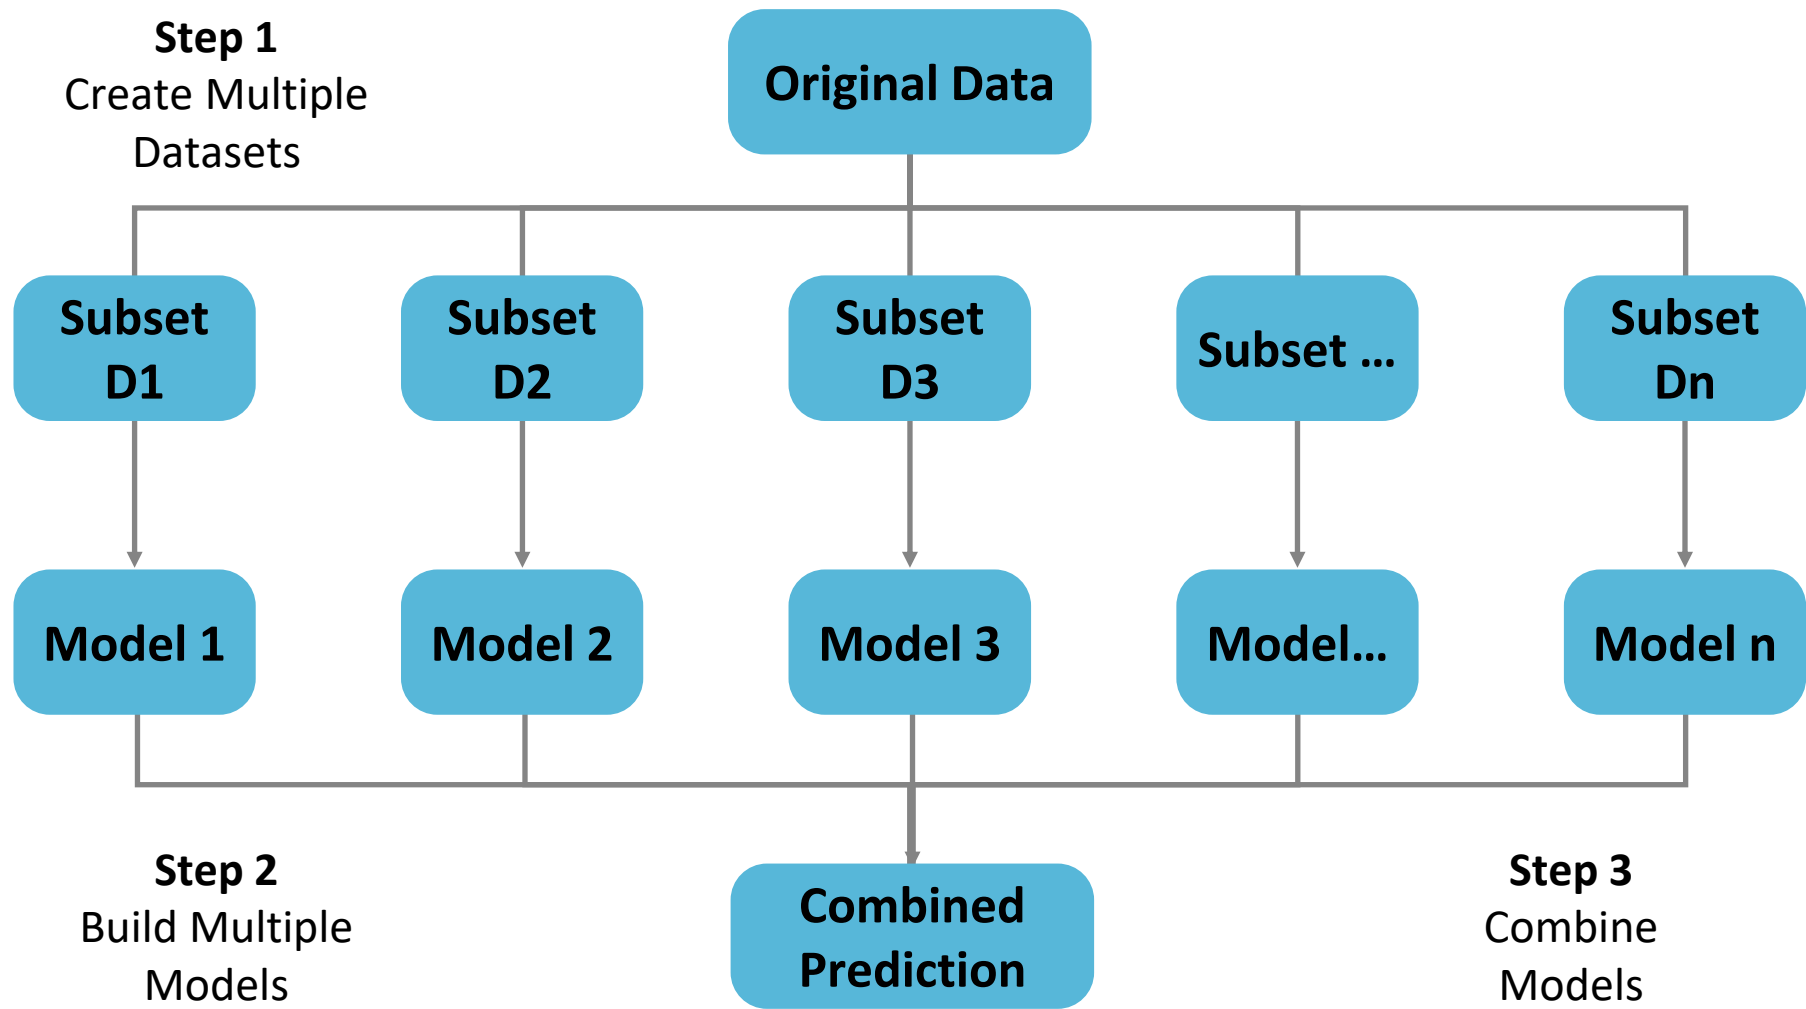 Step 1
Create Multiple
Datasets
Original Data
Subset
D1
Subset
D2
Subset
D3
Subset ...
Subset
Dn
Model 1
Model 2
Model 3
Model...
Model n
Step 2
Build Multiple
Models
Combined
Prediction
Step 3
Combine
Models